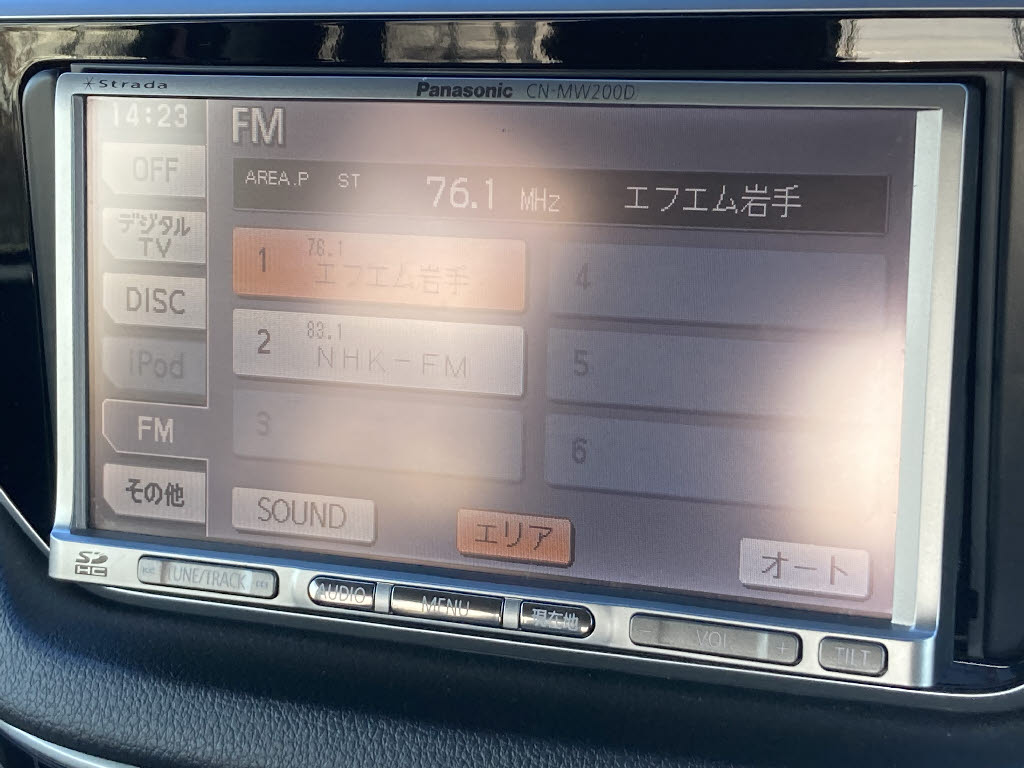 Strada
Panasonic CN-MW200D
14:23
FM
OFF
AREA.P ST 76.1 MHz エフエム岩手
デジタル
TV
1 76.1
エフエム岩手
4
DISC
2 83.1
NHK-FM
5
iPod
3
6
FM
その他
SOUND
エリア
オート
SD
HC
TUNE/TRACK
AUDIO
MENU
現在地
- VOL +
TILT